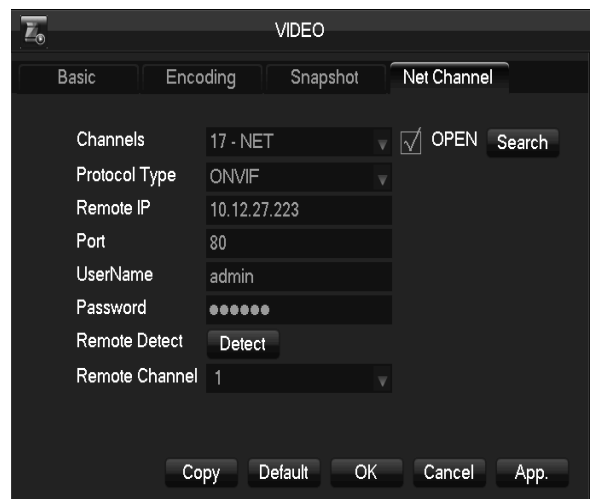 VIDEO
Basic Encoding Snapshot Net Channel
Channels 17 - NET OPEN Search
Protocol Type ONVIF
Remote IP 10.12.27.223
Port 80
UserName admin
Password ●●●●●●
Remote Detect Detect
Remote Channel 1
Copy Default OK Cancel App.